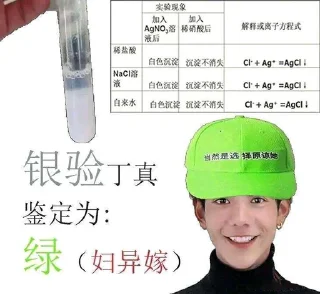 实验现象
加入AgNO₃溶液后
加入稀硝酸后
解释或离子方程式
稀盐酸
白色沉淀
沉淀不消失
Cl⁻+ Ag⁺ =AgCl↓
NaCl溶液
白色沉淀
沉淀不消失
Cl⁻+ Ag⁺ =AgCl↓
自来水
白色沉淀
沉淀不消失
Cl⁻+ Ag⁺ =AgCl↓
当然是选择原谅她
银验丁真
鉴定为:
绿（妇异嫁）